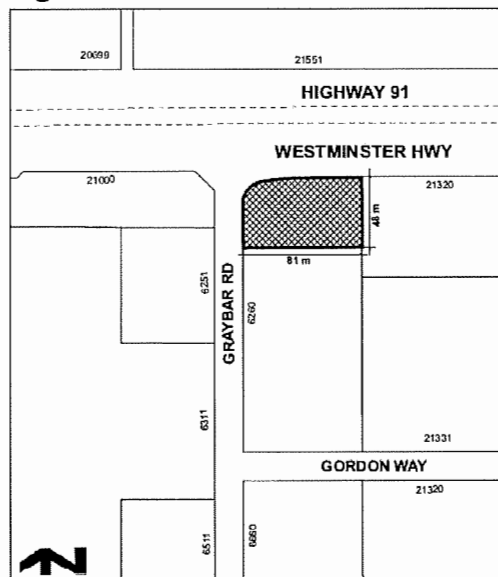 20699
21551
HIGHWAY 91
WESTMINSTER HWY
21000
21320
48 m
81 m
6251
GRAYBAR RD
6260
6311
21331
GORDON WAY
21320
6511
6660
N